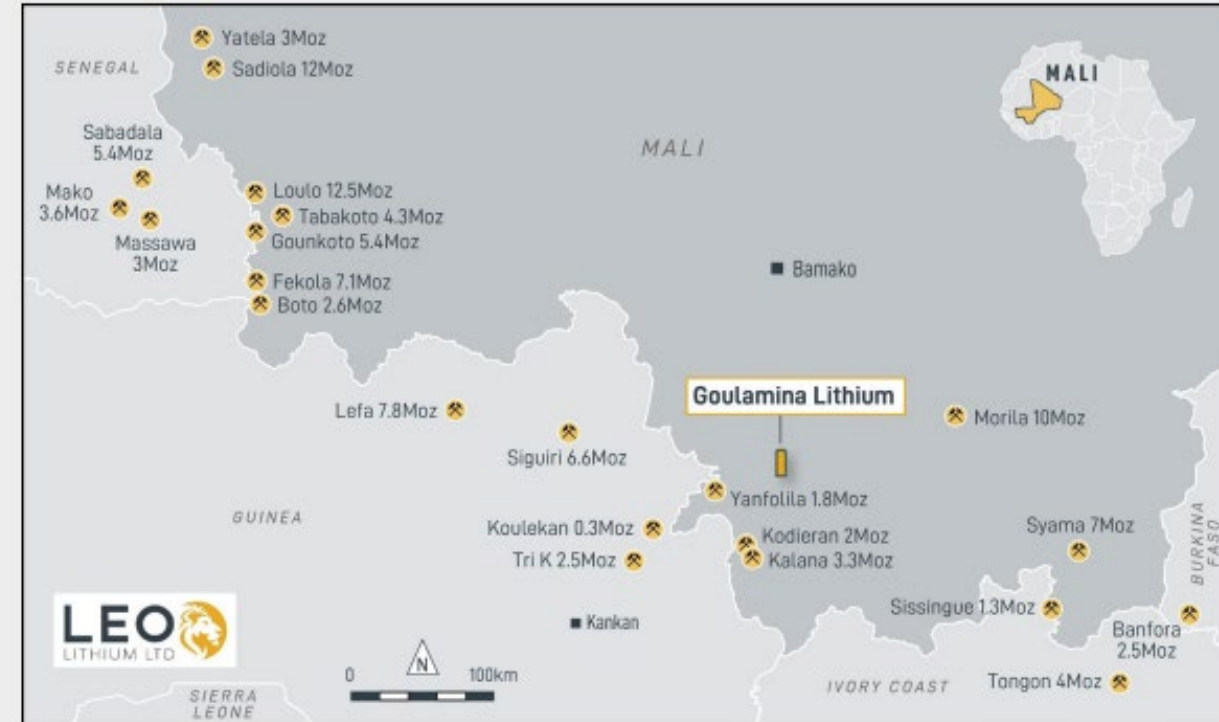 Yatela 3Moz
SENEGAL
Sadiola 12Moz
MALI
MALI
Sabadala
5.4Moz
Mako
3.6Moz
Massawa
3Moz
Loulo 12.5Moz
Tabakoto 4.3Moz
Gounkoto 5.4Moz
Fekola 7.1Moz
Boto 2.6Moz
Bamako
Goulamina Lithium
Lefa 7.8Moz
Morila 10Moz
Siguiri 6.6Moz
Yanfolila 1.8Moz
GUINEA
Koulekan 0.3Moz
Tri K 2.5Moz
Kodieran 2Moz
Kalana 3.3Moz
Syama 7Moz
BURKINA
FASO
Sissingue 1.3Moz
Banfora
2.5Moz
Kankan
LEO
LITHIUM LTD
N
0 100km
SIERRA
LEONE
IVORY COAST
Tongon 4Moz